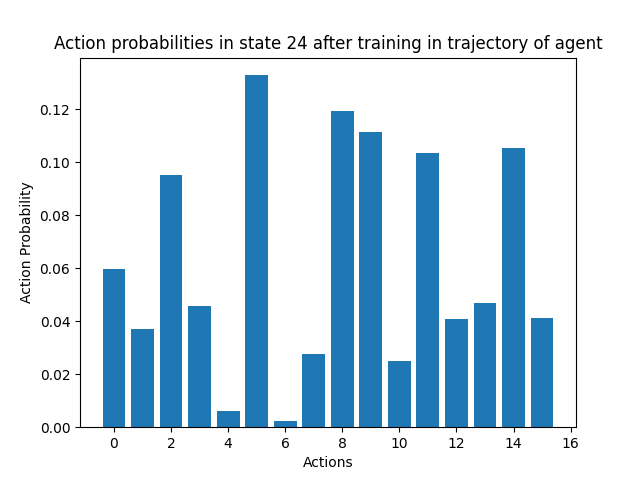 Action probabilities in state 24 after training in trajectory of agent
0.12
0.10
0.08
0.06
0.04
0.02
0.00
Action Probability
0 2 4 6 8 10 12 14 16
Actions